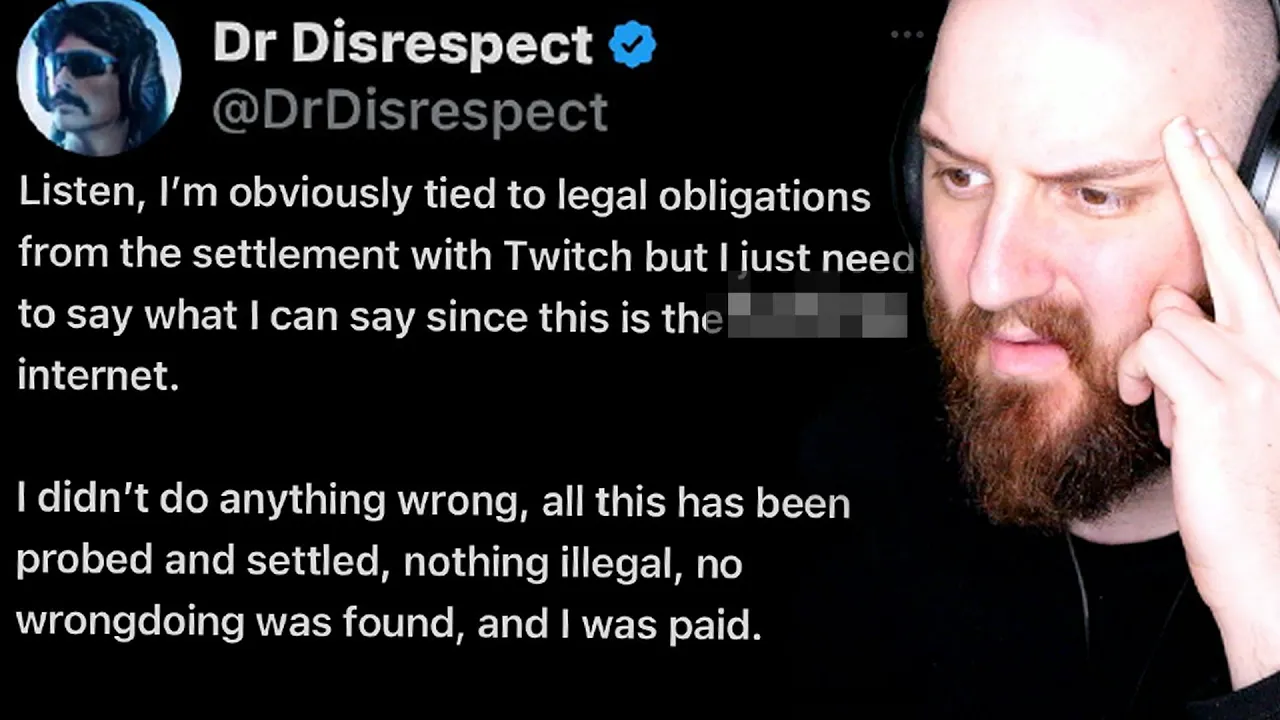 Dr Disrespect
@DrDisrespect
Listen, I'm obviously tied to legal obligations
from the settlement with Twitch but I just need
to say what I can say since this is the
internet.
I didn't do anything wrong, all this has been
probed and settled, nothing illegal, no
wrongdoing was found, and I was paid.